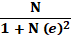 N
1 + N (e)²